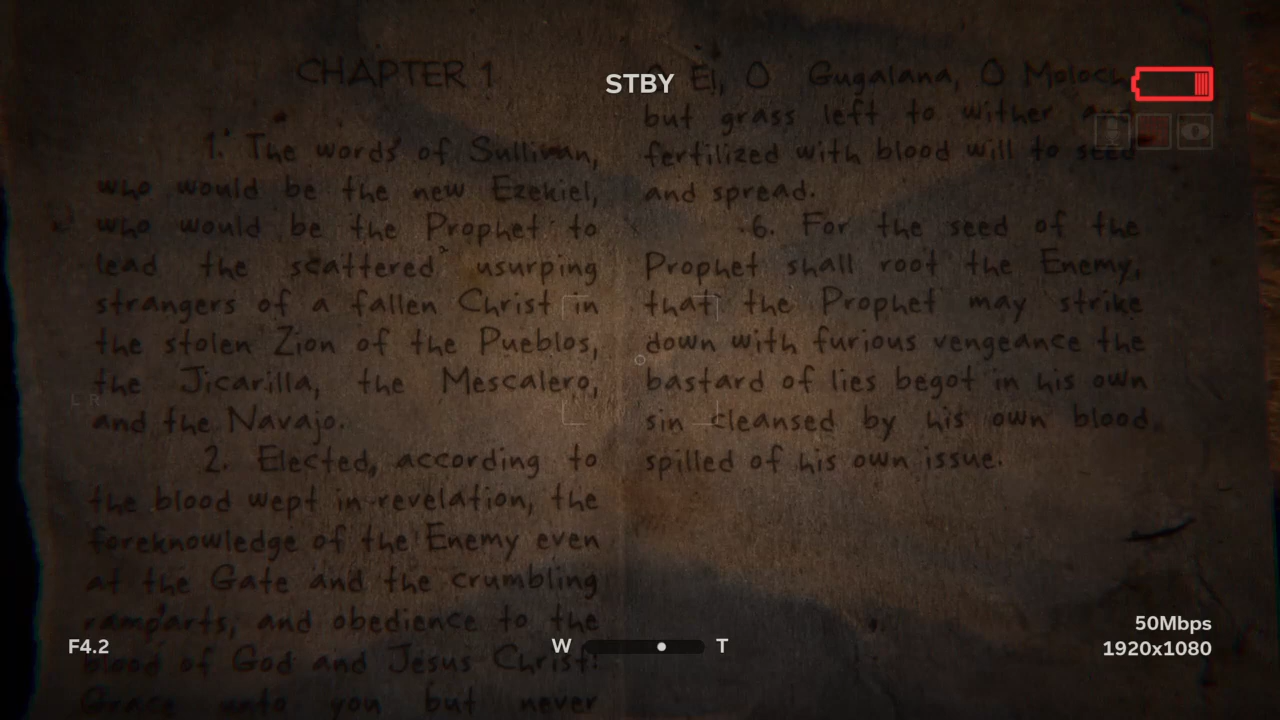 CHAPTER 1
1. The words of Sullivan,
who would be the new Ezekiel,
who would be the Prophet to
lead the scattered usurping
strangers of a fallen Christ in
the stolen Zion of the Pueblos,
the Jicarilla, the Mescalero,
and the Navajo.
2. Elected, according to
the blood wept in revelation, the
foreknowledge of the Enemy even
at the Gate and the crumbling
ramparts, and obedience to the
blood of God and Jesus Christ:
Grace unto you but never
El, O Gugalana, O Moloch,
but grass left to wither and
fertilized with blood will to seed
and spread.
6. For the seed of the
Prophet shall root the Enemy,
that the Prophet may strike
down with furious vengeance the
bastard of lies begot in his own
sin cleansed by his own blood,
spilled of his own issue.
STBY
L R
F4.2
W T
50Mbps
1920x1080